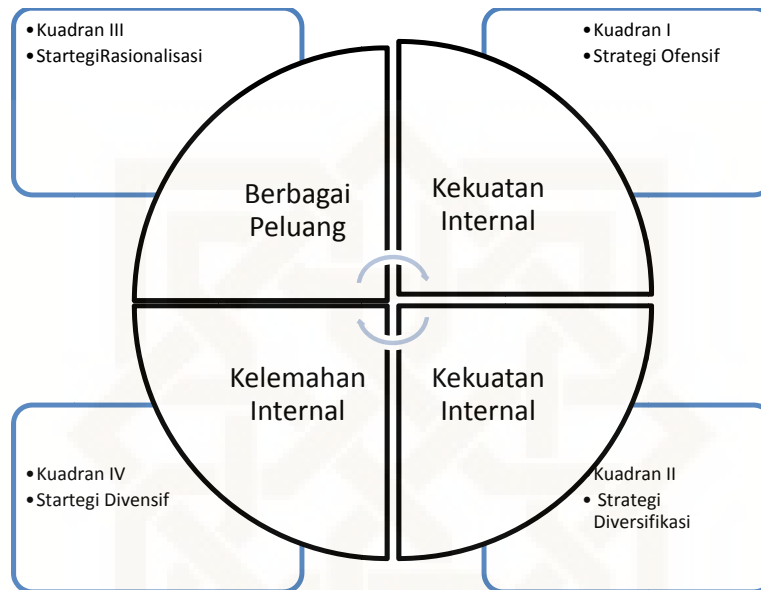 •Kuadran III
•StartegiRasionalisasi
•Kuadran I
•Strategi Ofensif
Berbagai
Peluang
Kekuatan
Internal
Kelemahan
Internal
Kekuatan
Internal
•Kuadran IV
•Startegi Divensif
Kuadran II
• Strategi
Diversifikasi